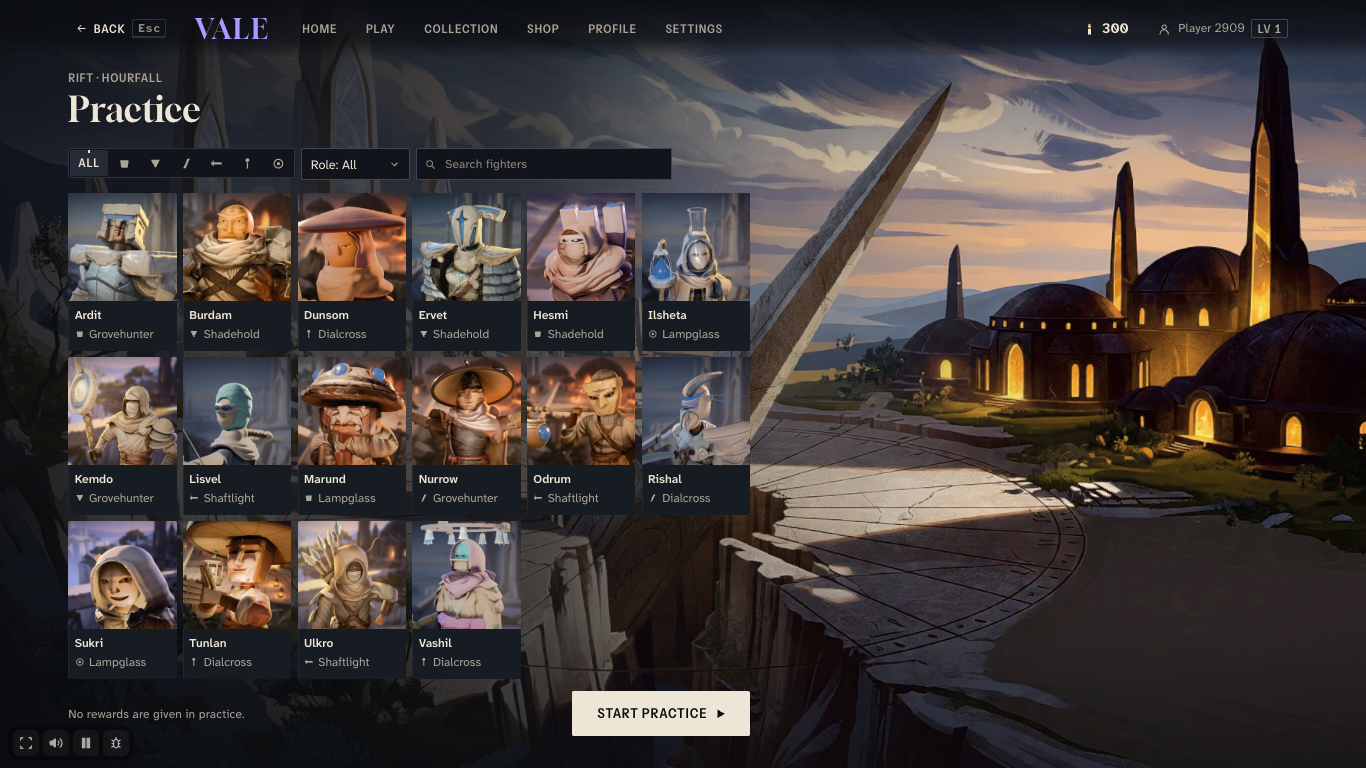 BACK Esc VALE HOME PLAY COLLECTION SHOP PROFILE SETTINGS 300 Player 2909 LV 1
RIFT · HOURFALL
Practice
ALL Role: All Search fighters
Ardit Burdam Dunsom Ervet Hesmi Ilsheta
Grovehunter Shadehold Dialcross Shadehold Shadehold Lampglass
Kemdo Lisvel Marund Nurrow Odrum Rishal
Grovehunter Shaftlight Lampglass Grovehunter Shaftlight Dialcross
Sukri Tunlan Ulkro Vashil
Lampglass Dialcross Shaftlight Dialcross
No rewards are given in practice. START PRACTICE